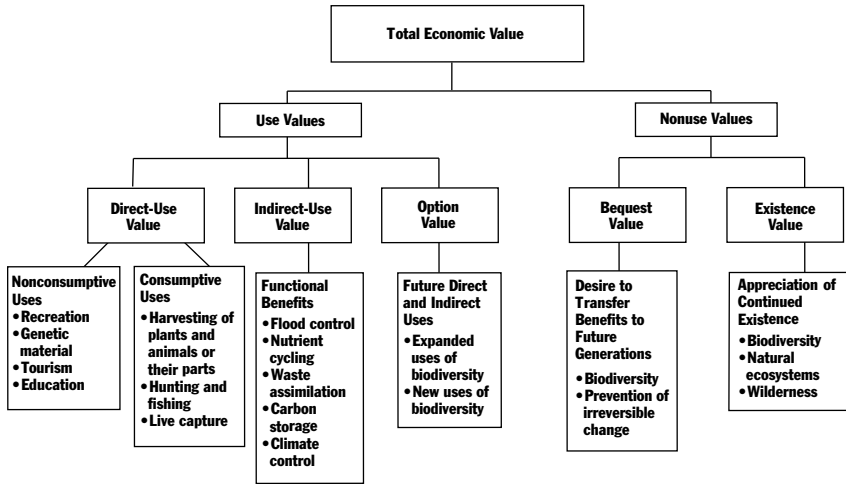 Total Economic Value
Use Values
Nonuse Values
Direct-Use
Value
Indirect-Use
Value
Option
Value
Bequest
Value
Existence
Value
Nonconsumptive
Uses
•Recreation
•Genetic
material
•Tourism
•Education
Consumptive
Uses
•Harvesting of
plants and
animals or
their parts
•Hunting and
fishing
•Live capture
Functional
Benefits
•Flood control
•Nutrient
cycling
•Waste
assimilation
•Carbon
storage
•Climate
control
Future Direct
and Indirect
Uses
•Expanded
uses of
biodiversity
•New uses of
biodiversity
Desire to
Transfer
Benefits to
Future
Generations
•Biodiversity
•Prevention of
irreversible
change
Appreciation of
Continued
Existence
•Biodiversity
•Natural
ecosystems
•Wilderness